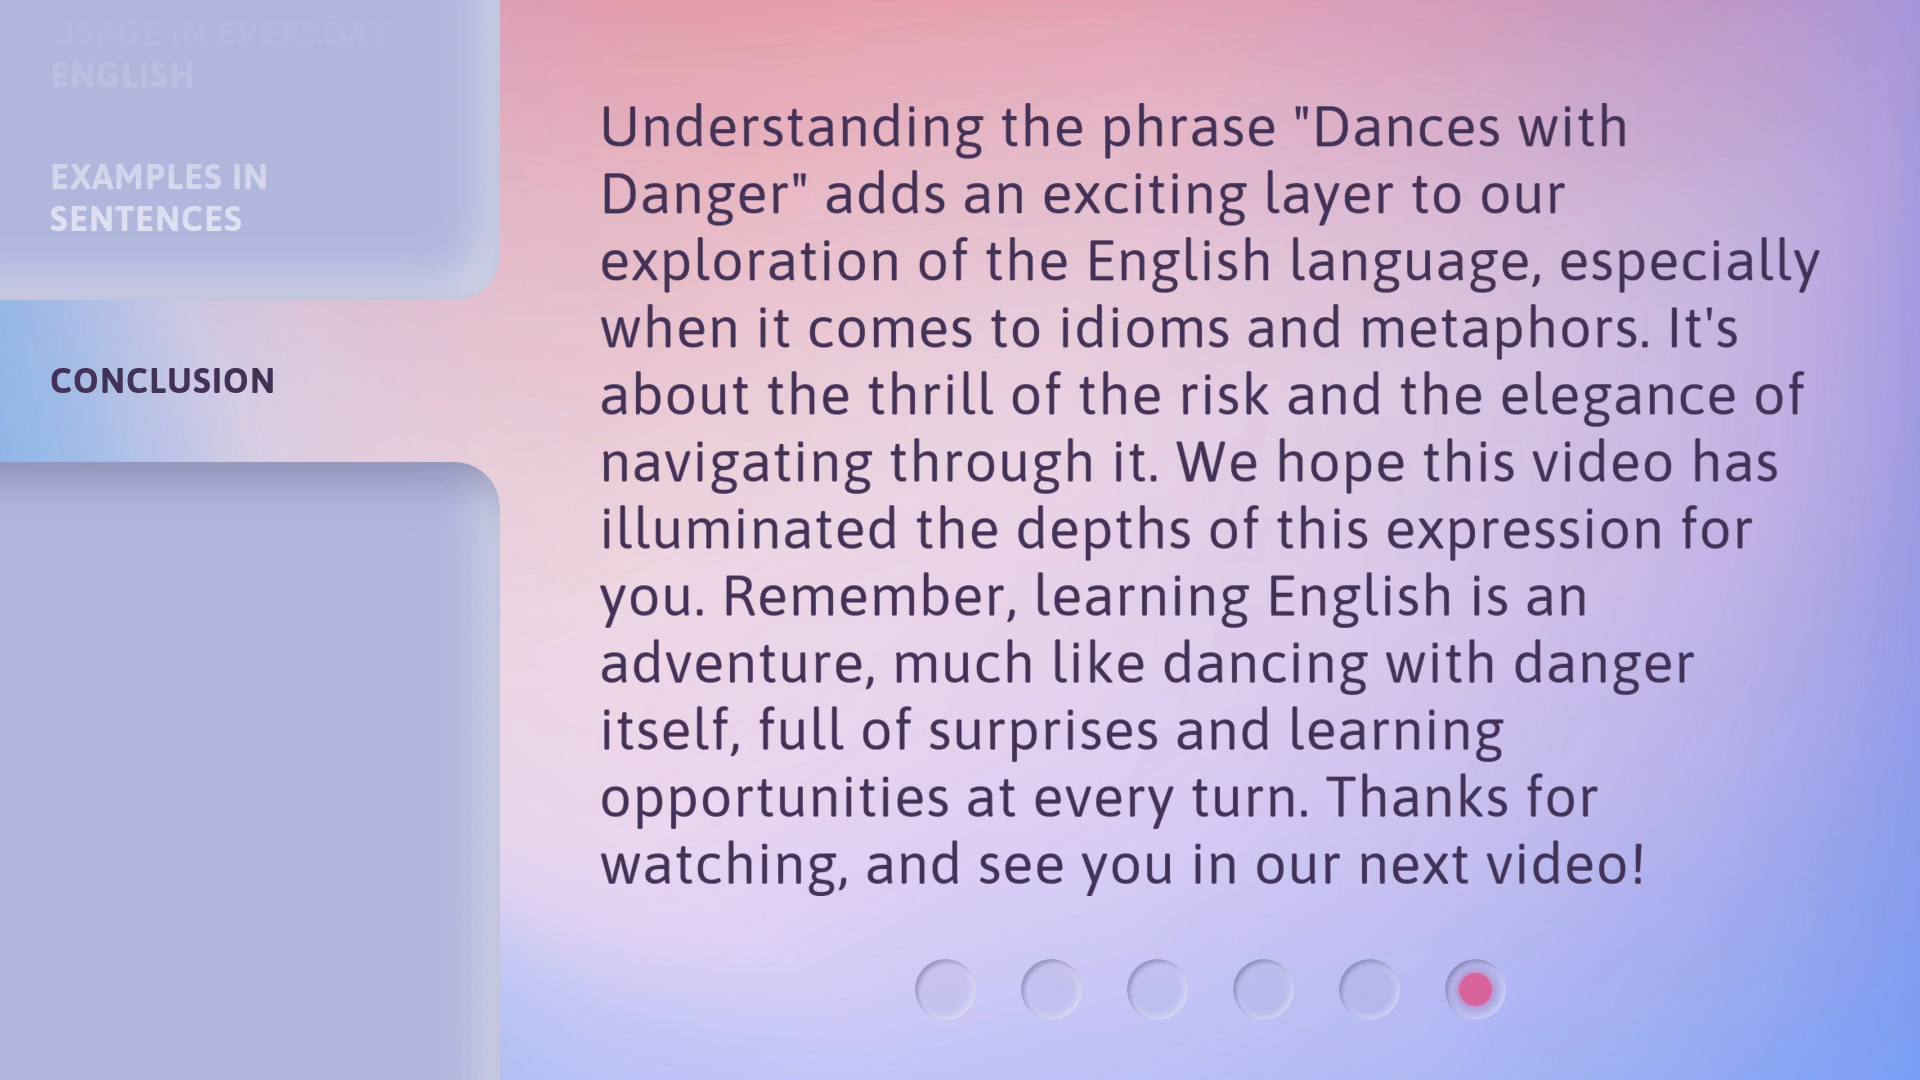 USAGE IN EVERYDAY
ENGLISH
EXAMPLES IN
SENTENCES
CONCLUSION
Understanding the phrase "Dances with
Danger" adds an exciting layer to our
exploration of the English language, especially
when it comes to idioms and metaphors. It's
about the thrill of the risk and the elegance of
navigating through it. We hope this video has
illuminated the depths of this expression for
you. Remember, learning English is an
adventure, much like dancing with danger
itself, full of surprises and learning
opportunities at every turn. Thanks for
watching, and see you in our next video!